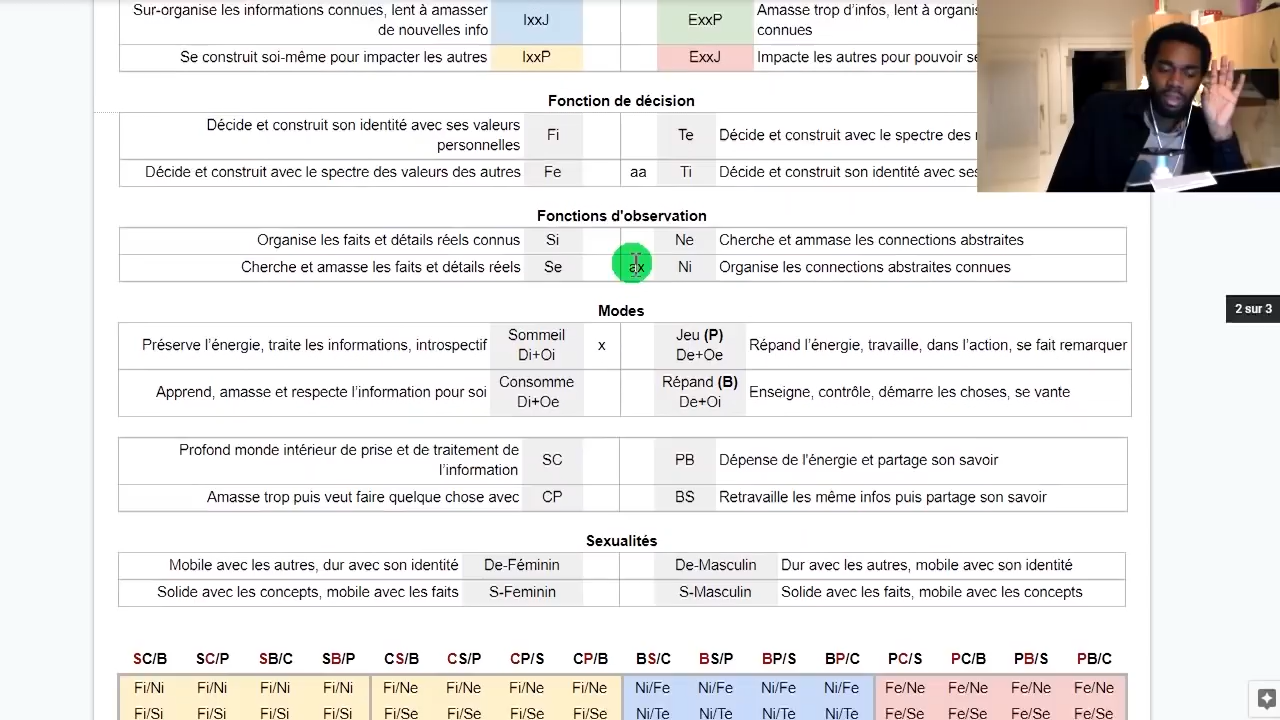 Sur-organise les informations connues, lent à amasser
de nouvelles info
IxxJ
ExxP
Amasse trop d'infos, lent à organi
connues
Se construit soi-même pour impacter les autres
IxxP
ExxJ
Impacte les autres pour pouvoir se
Fonction de décision
Décide et construit son identité avec ses valeurs
personnelles
Fi
Te
Décide et construit avec le spectre des
Décide et construit avec le spectre des valeurs des autres
Fe
aa
Ti
Décide et construit son identité avec ses
Fonctions d'observation
Organise les faits et détails réels connus
Si
Ne
Cherche et ammase les connections abstraites
Cherche et amasse les faits et détails réels
Se
ax
Ni
Organise les connections abstraites connues
2 sur 3
Modes
Préserve l'énergie, traite les informations, introspectif
Sommeil
Di+Oi
x
Jeu (P)
De+Oe
Répand l'énergie, travaille, dans l'action, se fait remarquer
Apprend, amasse et respecte l'information pour soi
Consomme
Di+Oe
Répand (B)
De+Oi
Enseigne, contrôle, démarre les choses, se vante
Profond monde intérieur de prise et de traitement de
l'information
SC
PB
Dépense de l'énergie et partage son savoir
Amasse trop puis veut faire quelque chose avec
CP
BS
Retravaille les même infos puis partage son savoir
Sexualités
Mobile avec les autres, dur avec son identité
De-Féminin
De-Masculin
Dur avec les autres, mobile avec son identité
Solide avec les concepts, mobile avec les faits
S-Feminin
S-Masculin
Solide avec les faits, mobile avec les concepts
SC/B SC/P SB/C SB/P CS/B CS/P CP/S CP/B BS/C BS/P BP/S BP/C PC/S PC/B PB/S PB/C
Fi/Ni Fi/Ni Fi/Ni Fi/Ni Fi/Ne Fi/Ne Fi/Ne Fi/Ne Ni/Fe Ni/Fe Ni/Fe Ni/Fe Fe/Ne Fe/Ne Fe/Ne Fe/Ne
Fi/Si Fi/Si Fi/Si Fi/Si Fi/Se Fi/Se Fi/Se Fi/Se Ni/Te Ni/Te Ni/Te Ni/Te Fe/Se Fe/Se Fe/Se Fe/Se